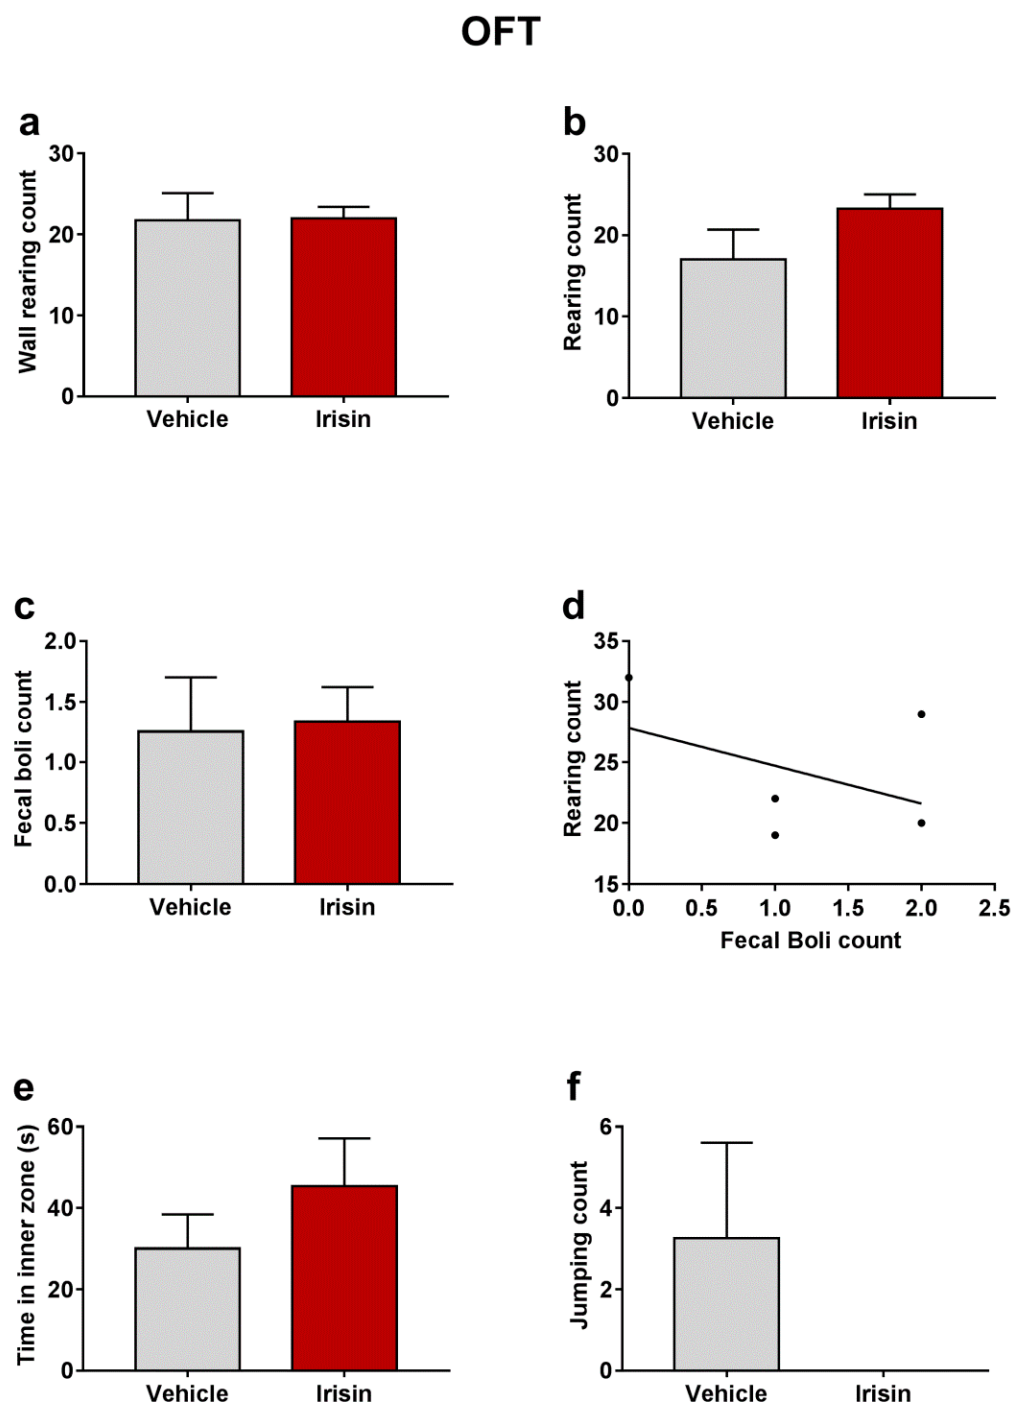 OFT
a
Wall rearing count
30
20
10
0
Vehicle Irisin
b
Rearing count
30
20
10
0
Vehicle Irisin
c
Fecal boli count
2.0
1.5
1.0
0.5
0.0
Vehicle Irisin
d
Rearing count
35
30
25
20
15
0.0 0.5 1.0 1.5 2.0 2.5
Fecal Boli count
e
Time in inner zone (s)
60
40
20
0
Vehicle Irisin
f
Jumping count
6
4
2
0
Vehicle Irisin